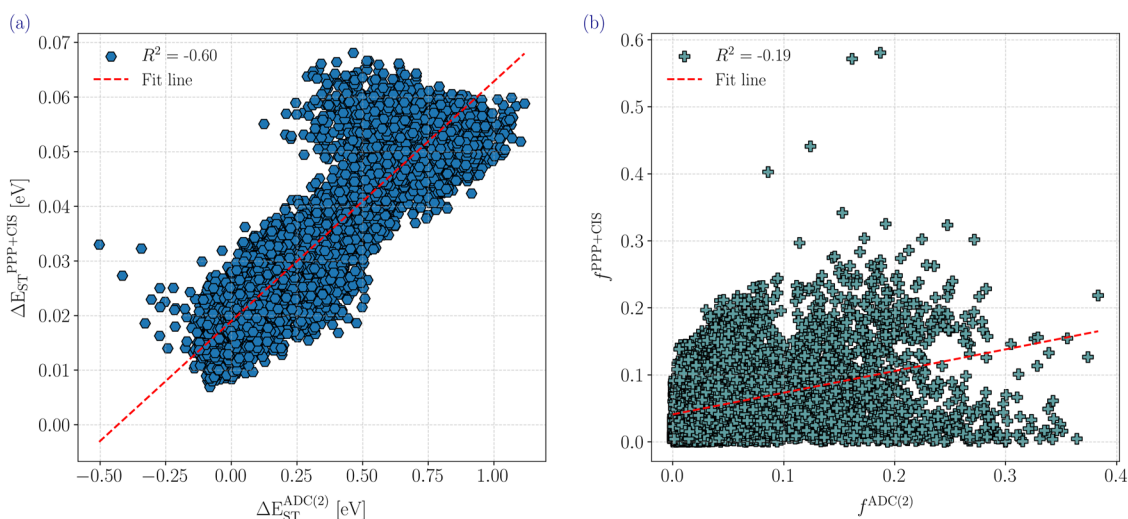 (a)
R² = -0.60
Fit line
0.07
0.06
0.05
0.04
0.03
0.02
0.01
0.00
ΔE_ST^PPP+CIS [eV]
−0.50 −0.25 0.00 0.25 0.50 0.75 1.00
ΔE_ST^ADC(2) [eV]
(b)
R² = -0.19
Fit line
0.6
0.5
0.4
0.3
0.2
0.1
0.0
f^PPP+CIS
0.0 0.1 0.2 0.3 0.4
f^ADC(2)